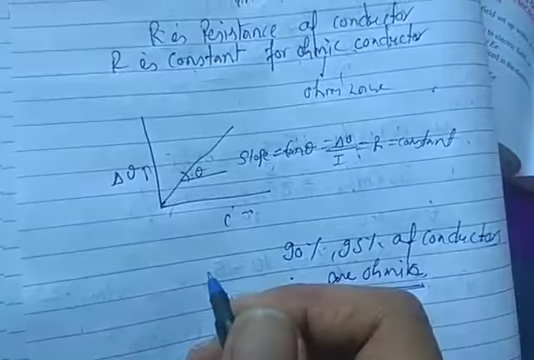 R is Resistance of conductor
R is constant for ohmic conductor
ohm'
Δv↑
θ
Slope = tanθ = Δv/I = R = constant
i →
90%, 95% of conductors
are ohmic.